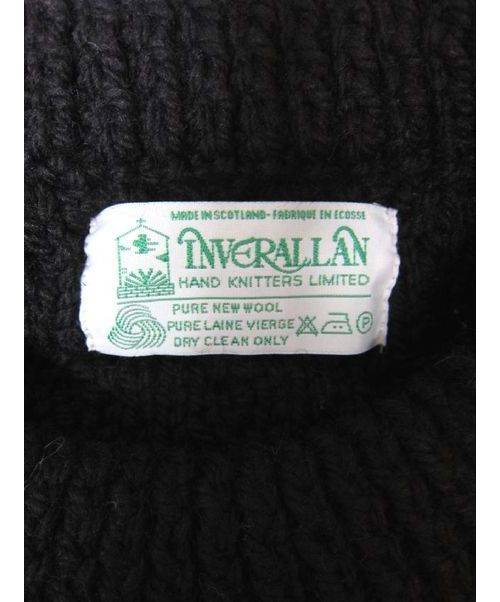 MADE IN SCOTLAND - FABRIQUE EN ECOSSE
INVERALLAN
HAND KNITTERS LIMITED
PURE NEW WOOL
PURE LAINE VIERGE
DRY CLEAN ONLY
P